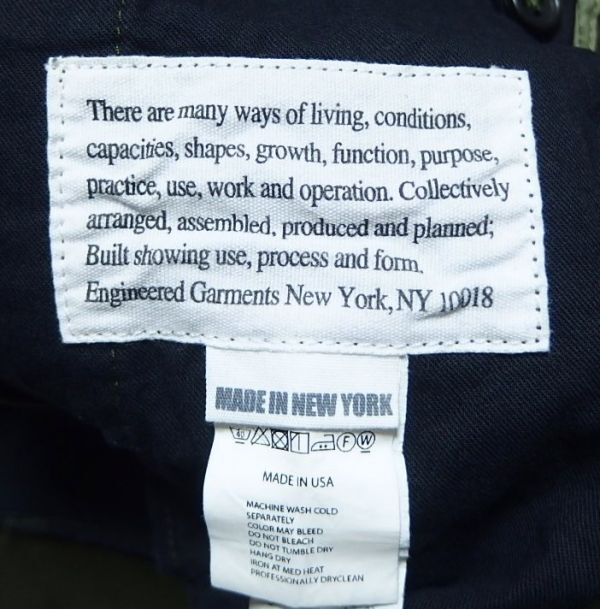 There are many ways of living, conditions,
capacities, shapes, growth, function, purpose,
practice, use, work and operation. Collectively
arranged, assembled, produced and planned;
Built showing use, process and form.
Engineered Garments New York, NY 10018
MADE IN NEW YORK
40 F W
MADE IN USA
MACHINE WASH COLD
SEPARATELY
COLOR MAY BLEED
DO NOT BLEACH
DO NOT TUMBLE DRY
HANG DRY
IRON AT MED HEAT
PROFESSIONALLY DRYCLEAN